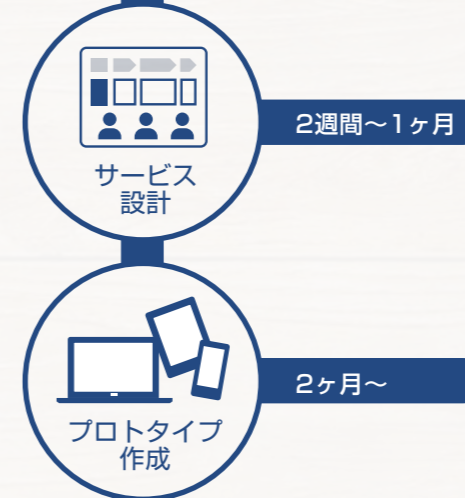 サービス
設計
2週間～1ヶ月
プロトタイプ
作成
2ヶ月～